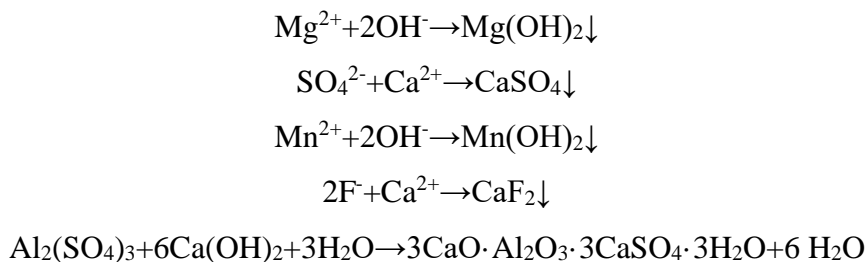 Mg²⁺+2OH⁻→Mg(OH)₂↓
SO₄²⁻+Ca²⁺→CaSO₄↓
Mn²⁺+2OH⁻→Mn(OH)₂↓
2F⁻+Ca²⁺→CaF₂↓
Al₂(SO₄)₃+6Ca(OH)₂+3H₂O→3CaO·Al₂O₃·3CaSO₄·3H₂O+6 H₂O